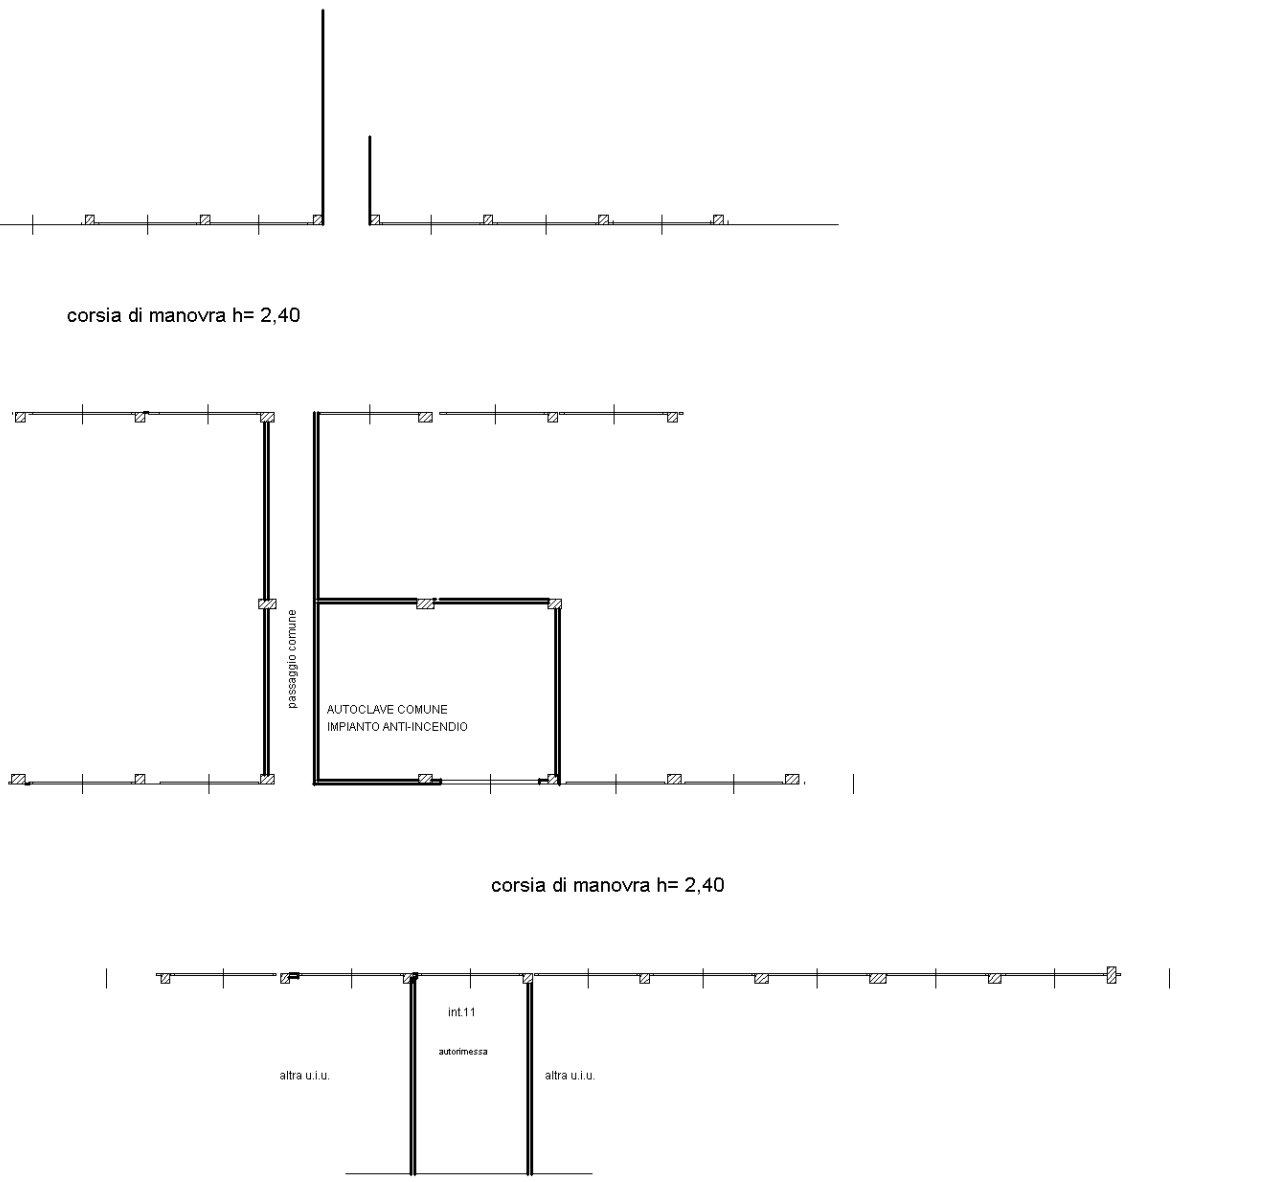 corsia di manovra h= 2,40
passaggio comune
AUTOCLAVE COMUNE
IMPIANTO ANTI-INCENDIO
corsia di manovra h= 2,40
int.11
autorimessa
altra u.i.u.
altra u.i.u.